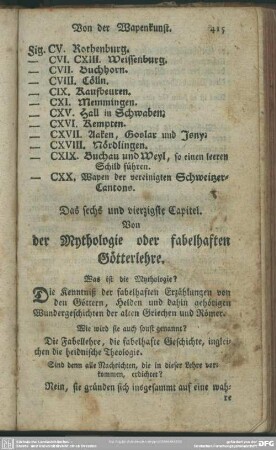 Von der Wapenkunst. 415
Fig. CV. Rothenburg.
— CVI. CXIII. Weissenburg.
— CVII. Buchhorn.
— CVIII. Cölln.
— CIX. Kaufbeuren.
— CXI. Memmingen.
— CXV. Hall in Schwaben.
— CXVI. Kempten.
— CXVII. Aaken, Goslar und Jony.
— CXVIII. Nördlingen.
— CXIX. Buchau und Weyl, so einen leeren
Schild führen.
— CXX. Wapen der vereinigten Schweizer-
Cantons.
Das sechs und vierzigste Capitel.
Von
der Mythologie oder fabelhaften
Götterlehre.
Was ist die Mythologie?
Die Kenntniß der fabelhaften Erzählungen von
den Göttern, Helden und dahin gehörigen
Wundergeschichten der alten Griechen und Römer.
Wie wird sie auch sonst genannt?
Die Fabellehre, die fabelhafte Geschichte, inglei-
chen die heidnische Theologie.
Sind denn alle Nachrichten, die in dieser Lehre vor-
kommen, erdichtet?
Nein, sie gründen sich insgesammt auf eine wah-
re